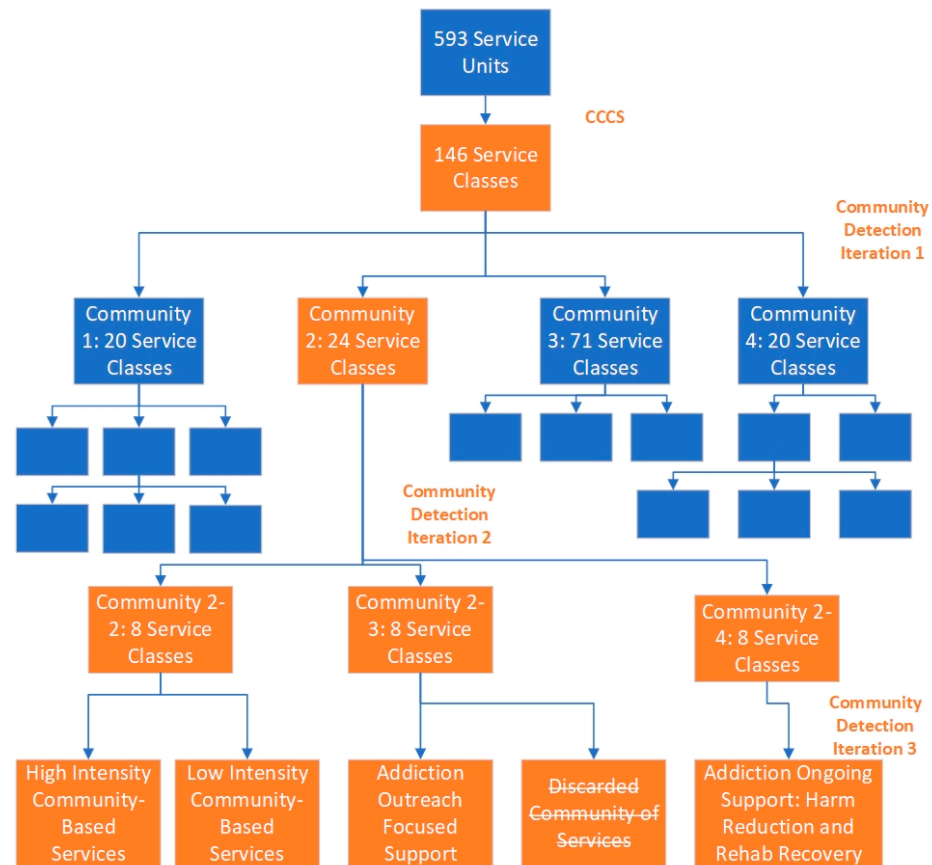 593 Service
Units
CCCS
146 Service
Classes
Community
Detection
Iteration 1
Community
1: 20 Service
Classes
Community
2: 24 Service
Classes
Community
3: 71 Service
Classes
Community
4: 20 Service
Classes
Community
Detection
Iteration 2
Community 2-
2: 8 Service
Classes
Community 2-
3: 8 Service
Classes
Community 2-
4: 8 Service
Classes
Community
Detection
Iteration 3
High Intensity
Community-
Based
Services
Low Intensity
Community-
Based
Services
Addiction
Outreach
Focused
Support
Discarded
Community of
Services
Addiction Ongoing
Support: Harm
Reduction and
Rehab Recovery